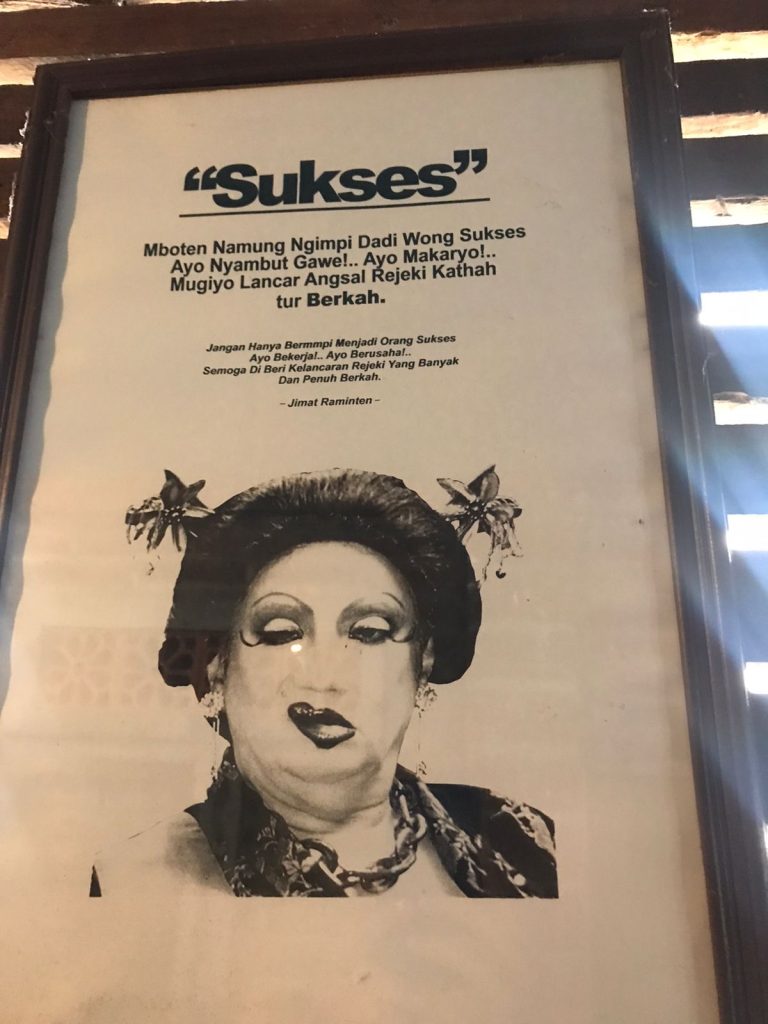 “Sukses”
Mboten Namung Ngimpi Dadi Wong Sukses
Ayo Nyambut Gawe!.. Ayo Makaryo!..
Mugiyo Lancar Angsal Rejeki Kathah
tur Berkah.
Jangan Hanya Bermmpi Menjadi Orang Sukses
Ayo Bekerja!.. Ayo Berusaha!..
Semoga Di Beri Kelancaran Rejeki Yang Banyak
Dan Penuh Berkah.
– Jimat Raminten –